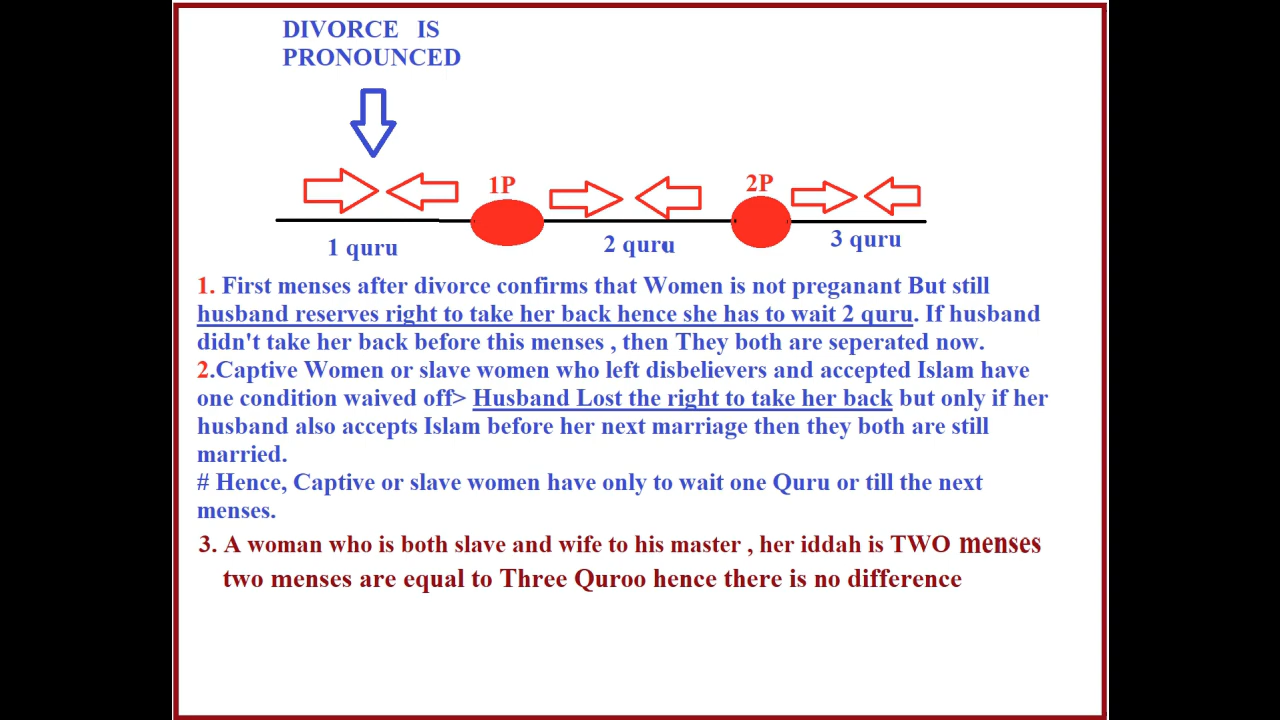 DIVORCE IS
PRONOUNCED
1P
2P
1 quru
2 quru
3 quru
1. First menses after divorce confirms that Women is not preganant But still
husband reserves right to take her back hence she has to wait 2 quru. If husband
didn't take her back before this menses , then They both are seperated now.
2.Captive Women or slave women who left disbelievers and accepted Islam have
one condition waived off> Husband Lost the right to take her back but only if her
husband also accepts Islam before her next marriage then they both are still
married.
# Hence, Captive or slave women have only to wait one Quru or till the next
menses.
3. A woman who is both slave and wife to his master , her iddah is TWO menses
two menses are equal to Three Quroo hence there is no difference